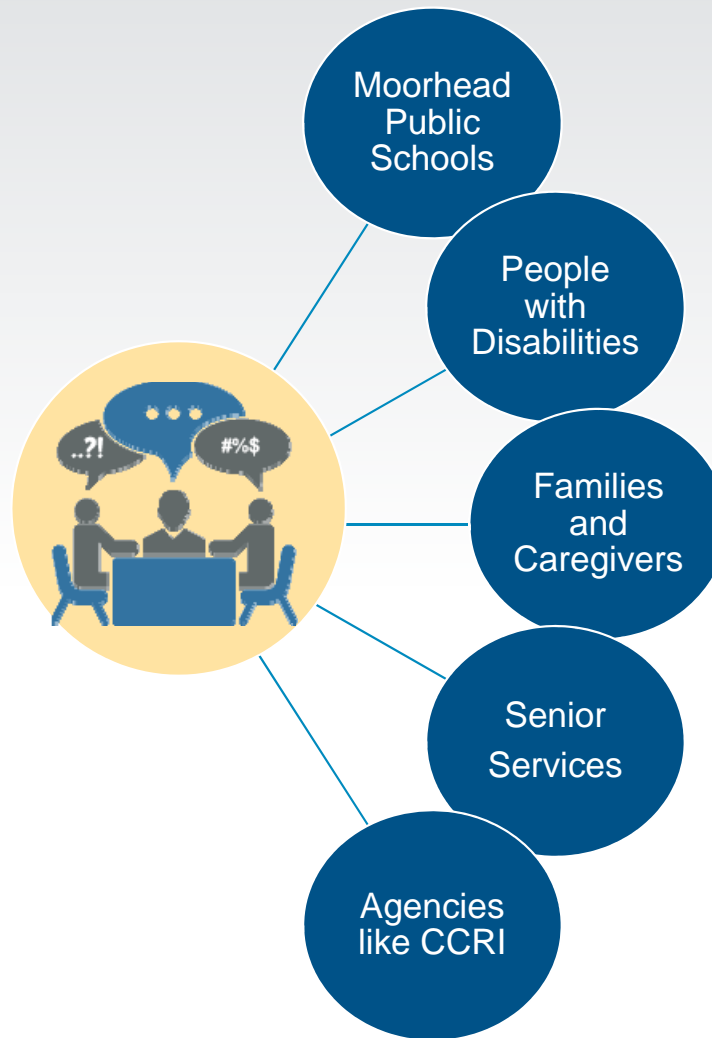 Moorhead
Public
Schools
People
with
Disabilities
..?!
#%$
Families
and
Caregivers
Senior
Services
Agencies
like CCRI